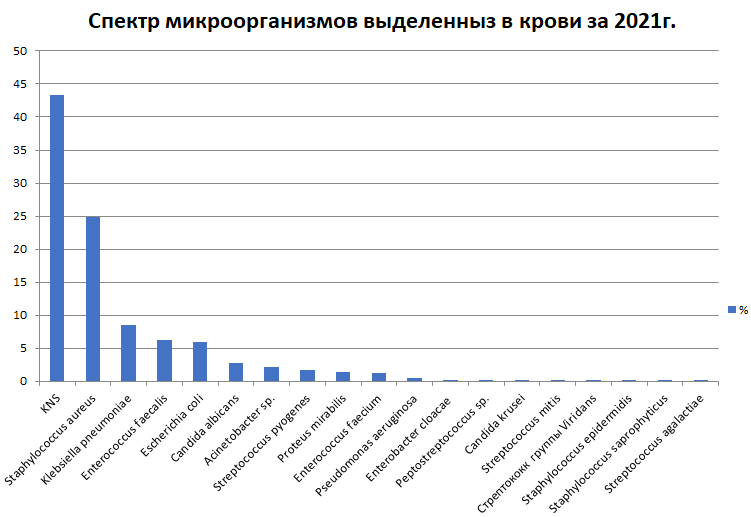 Спектр микроорганизмов выделенныз в крови за 2021г.
50
45
40
35
30
25
20
15
10
5
0
%
KNS
Staphylococcus aureus
Klebsiella pneumoniae
Enterococcus faecalis
Escherichia coli
Candida albicans
Acinetobacter sp.
Streptococcus pyogenes
Proteus mirabilis
Enterococcus faecium
Pseudomonas aeruginosa
Enterobacter cloacae
Peptostreptococcus sp.
Candida krusei
Streptococcus mitis
Стрептококк группы Viridans
Staphylococcus epidermidis
Staphylococcus saprophyticus
Streptococcus agalactiae